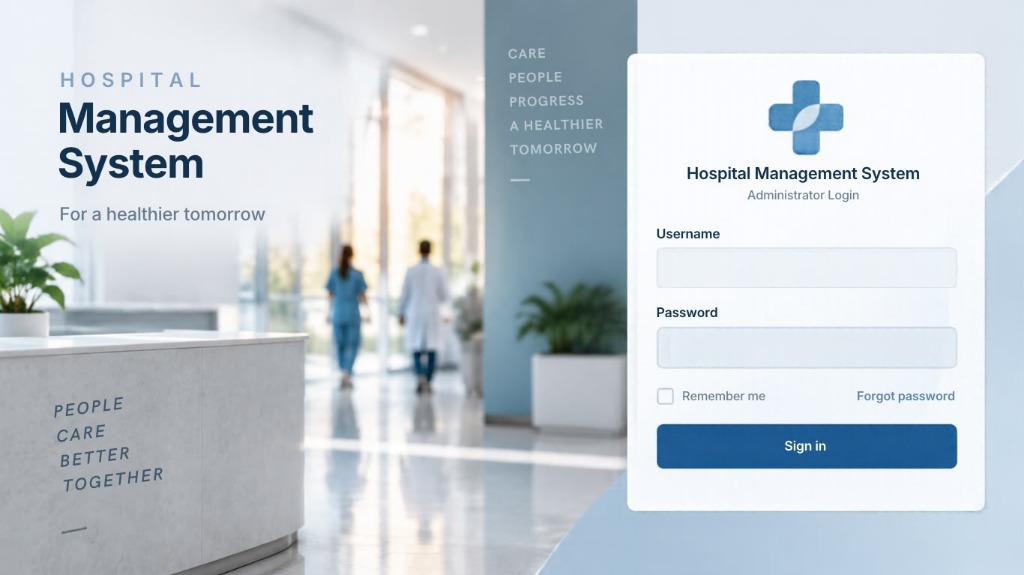 HOSPITAL
Management
System
For a healthier tomorrow
PEOPLE
CARE
BETTER
TOGETHER
CARE
PEOPLE
PROGRESS
A HEALTHIER
TOMORROW
Hospital Management System
Administrator Login
Username
Password
Remember me
Forgot password
Sign in